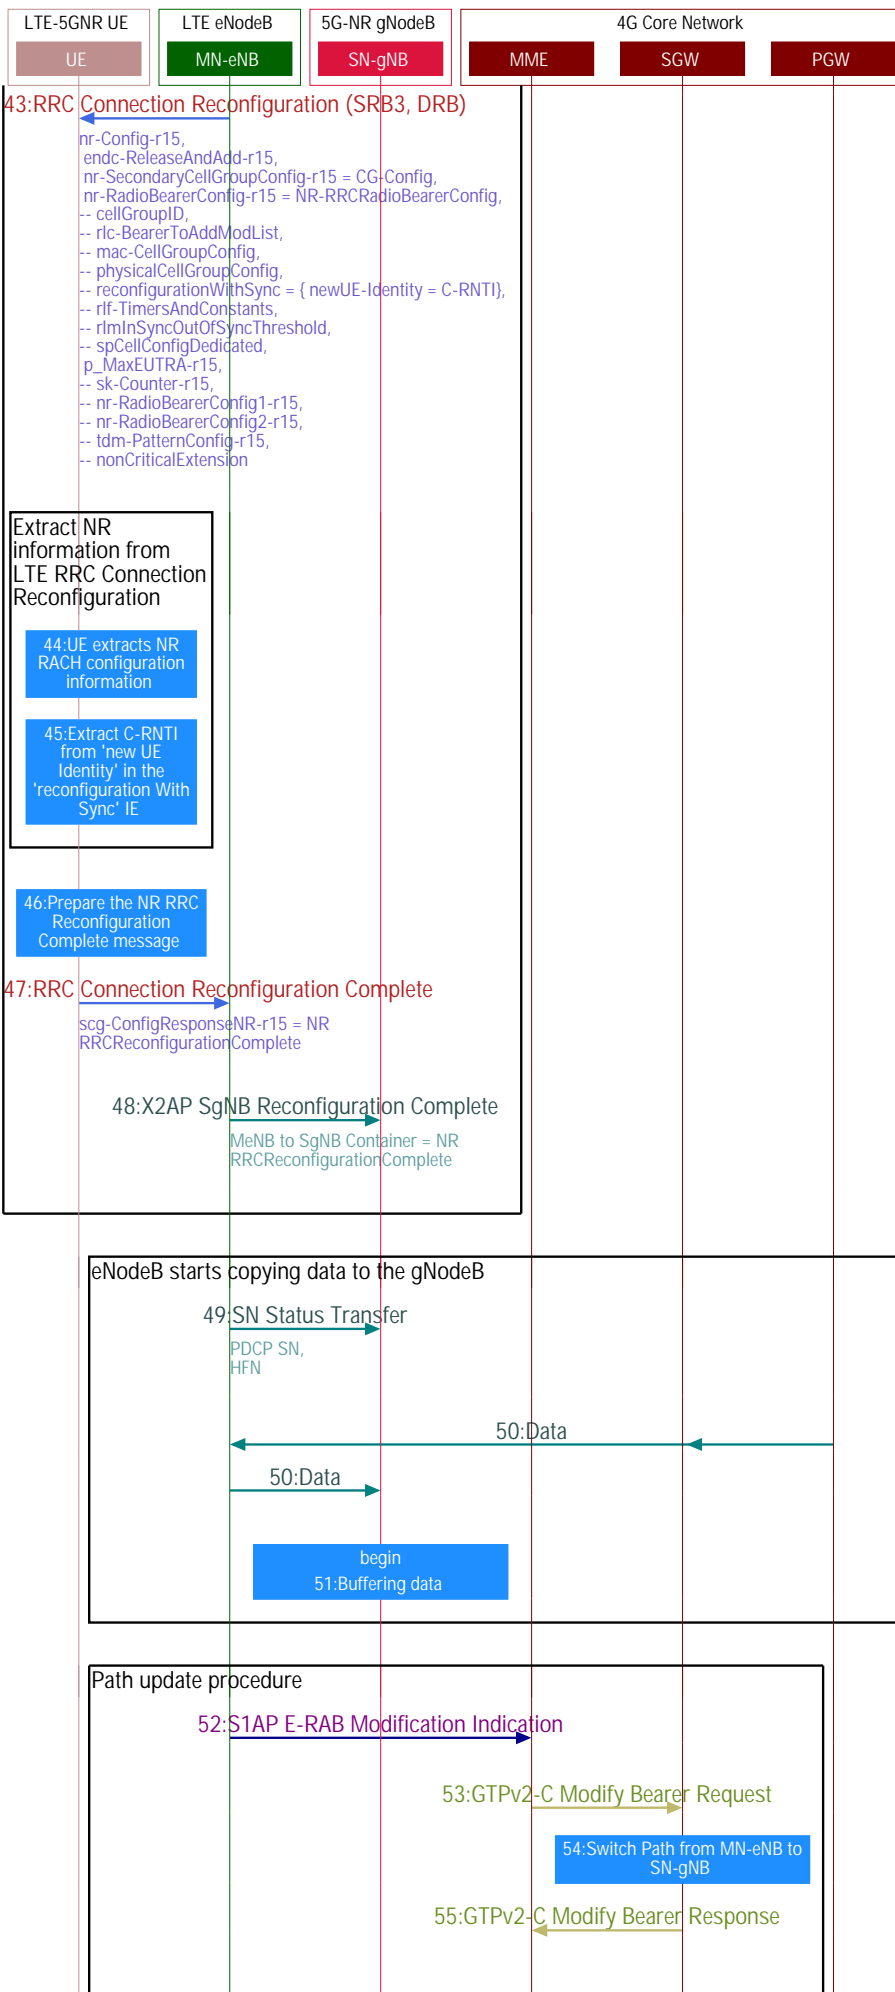 LTE-5GNR UE
LTE eNodeB
5G-NR gNodeB
4G Core Network
UE
MN-eNB
SN-gNB
MME
SGW
PGW
43:RRC Connection Reconfiguration (SRB3, DRB)
nr-Config-r15,
endc-ReleaseAndAdd-r15,
nr-SecondaryCellGroupConfig-r15 = CG-Config,
nr-RadioBearerConfig-r15 = NR-RRCRadioBearerConfig,
-- cellGroupID,
-- rlc-BearerToAddModList,
-- mac-CellGroupConfig,
-- physicalCellGroupConfig,
-- reconfigurationWithSync = { newUE-Identity = C-RNTI},
-- rlf-TimersAndConstants,
-- rlmInSyncOutOfSyncThreshold,
-- spCellConfigDedicated,
p_MaxEUTRA-r15,
-- sk-Counter-r15,
-- nr-RadioBearerConfig1-r15,
-- nr-RadioBearerConfig2-r15,
-- tdm-PatternConfig-r15,
-- nonCriticalExtension
Extract NR
information from
LTE RRC Connection
Reconfiguration
44:UE extracts NR
RACH configuration
information
45:Extract C-RNTI
from 'new UE
Identity' in the
'reconfiguration With
Sync' IE
46:Prepare the NR RRC
Reconfiguration
Complete message
47:RRC Connection Reconfiguration Complete
scg-ConfigResponseNR-r15 = NR
RRCReconfigurationComplete
48:X2AP SgNB Reconfiguration Complete
MeNB to SgNB Container = NR
RRCReconfigurationComplete
eNodeB starts copying data to the gNodeB
49:SN Status Transfer
PDCP SN,
HFN
50:Data
50:Data
begin
51:Buffering data
Path update procedure
52:S1AP E-RAB Modification Indication
53:GTPv2-C Modify Bearer Request
54:Switch Path from MN-eNB to
SN-gNB
55:GTPv2-C Modify Bearer Response